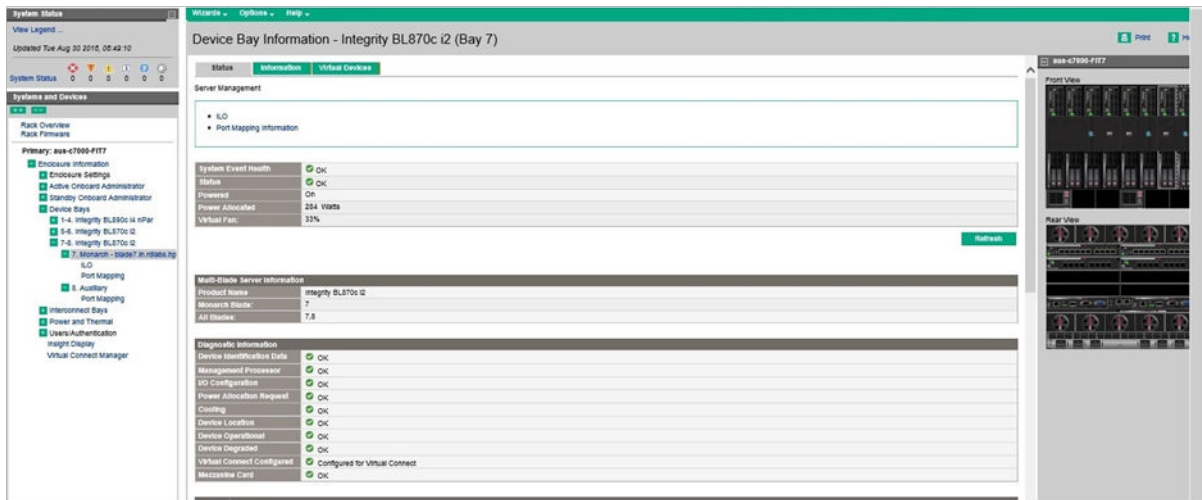 System Status
View Legend ...
Updated Tue Aug 30 2016, 06:49:10
System Status 0 0 0 0 0 0
Systems and Devices
Rack Overview
Rack Firmware
Primary: aus-c7000-FIT7
Enclosure Information
Enclosure Settings
Active Onboard Administrator
Standby Onboard Administrator
Device Bays
1-4. Integrity BL890c i4 nPar
5-6. Integrity BL870c i2
7-8. Integrity BL870c i2
7. Monarch - blade7.in.rdlabs.hp
iLO
Port Mapping
8. Auxiliary
Port Mapping
Interconnect Bays
Power and Thermal
Users/Authentication
Insight Display
Virtual Connect Manager
Wizards Options Help
Device Bay Information - Integrity BL870c i2 (Bay 7)
Print
Status Information Virtual Devices
Server Management
iLO
Port Mapping Information
System Event Health OK
Status OK
Powered On
Power Allocated 284 Watts
Virtual Fan: 33%
Refresh
Multi-Blade Server Information
Product Name Integrity BL870c i2
Monarch Blade: 7
All Blades: 7,8
Diagnostic Information
Device Identification Data OK
Management Processor OK
I/O Configuration OK
Power Allocation Request OK
Cooling OK
Device Location OK
Device Operational OK
Device Degraded OK
Virtual Connect Configured Configured for Virtual Connect
Mezzanine Card OK
aus-c7000-FIT7
Front View
Rear View